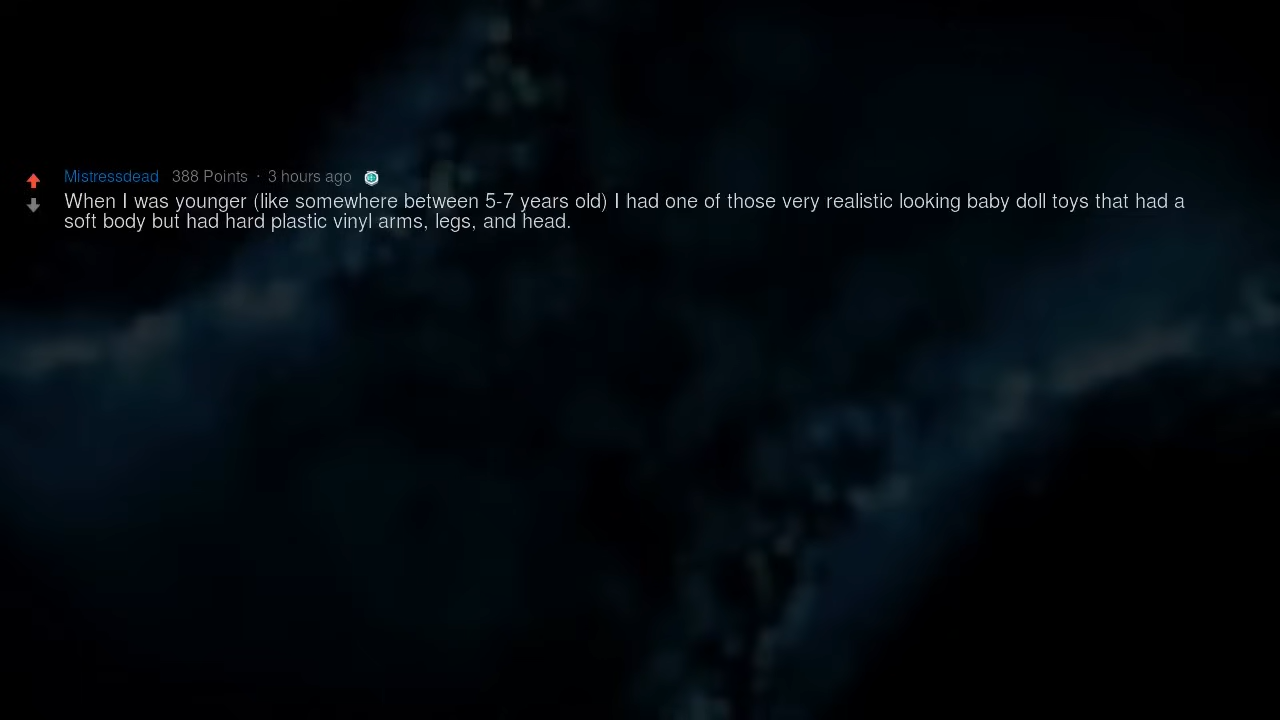 Mistressdead 388 Points · 3 hours ago
When I was younger (like somewhere between 5-7 years old) I had one of those very realistic looking baby doll toys that had a
soft body but had hard plastic vinyl arms, legs, and head.